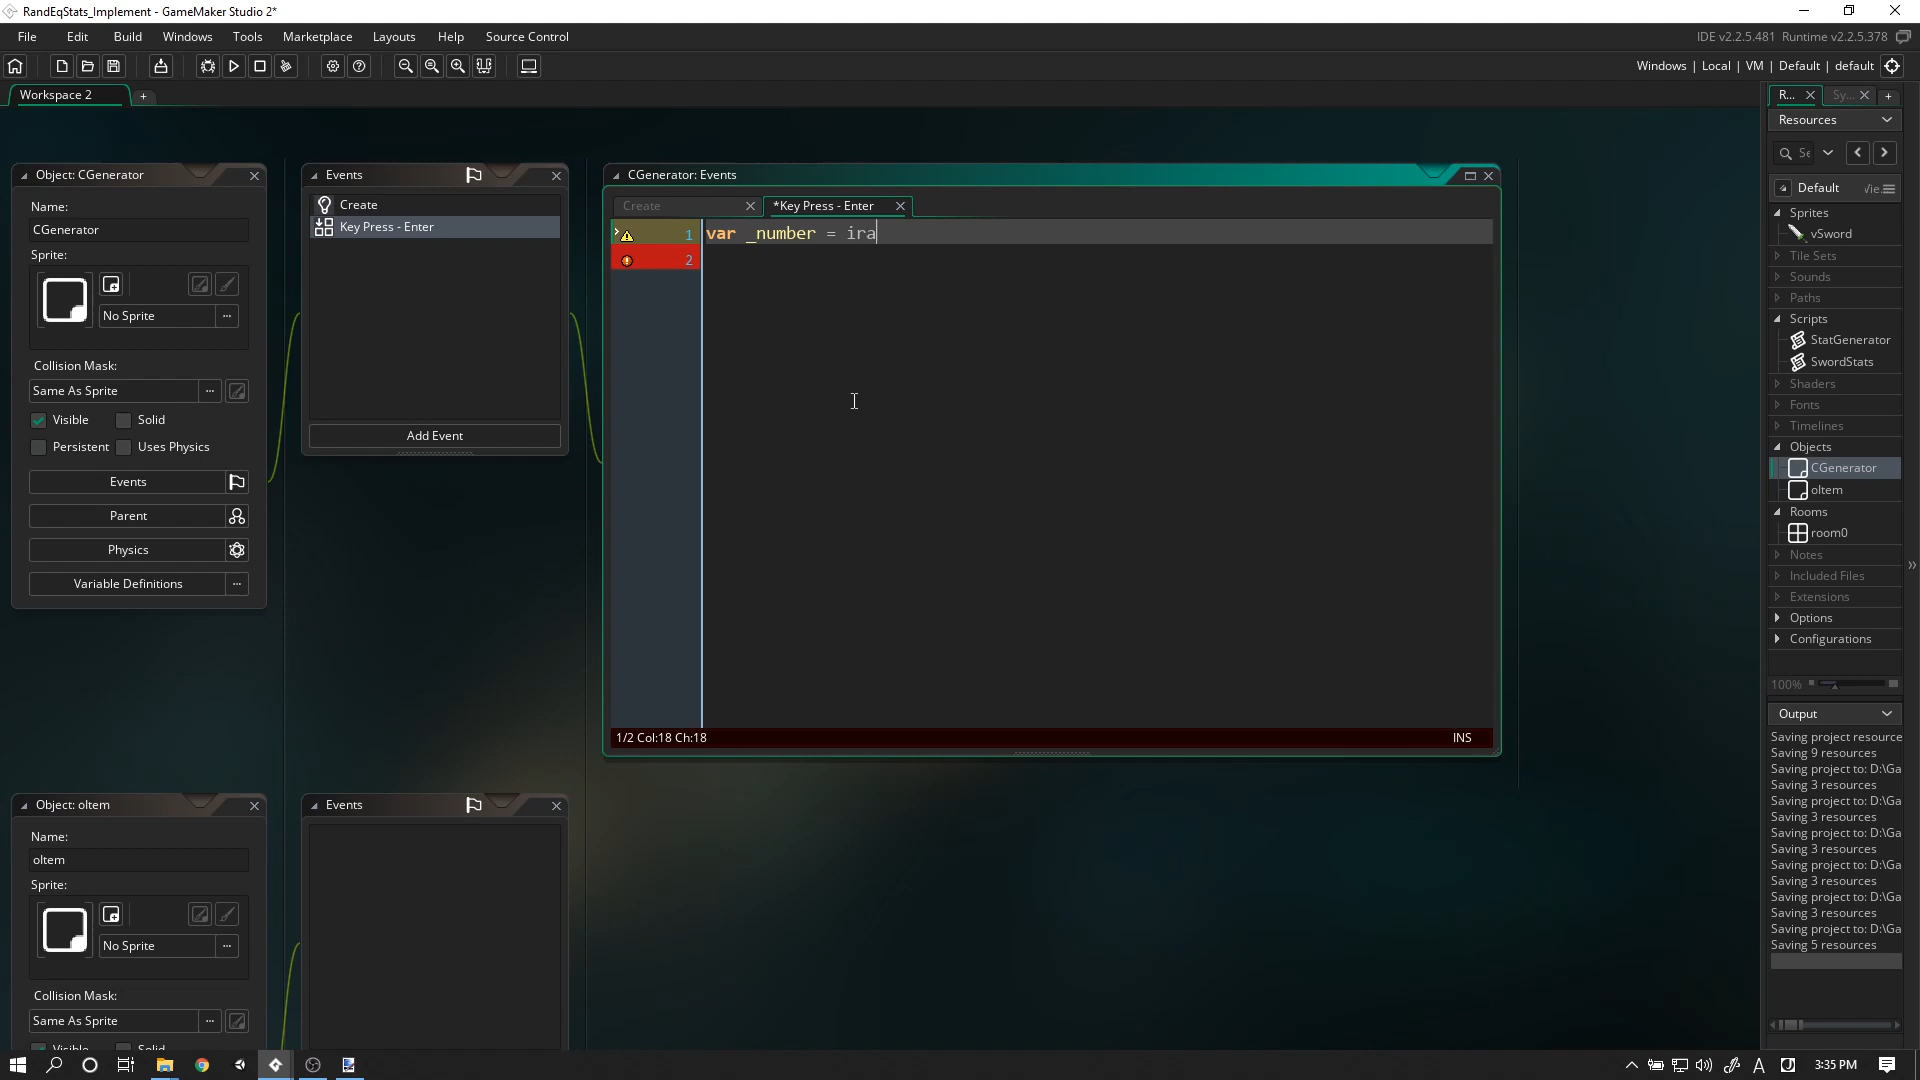 RandEqStats_Implement - GameMaker Studio 2*
File Edit Build Windows Tools Marketplace Layouts Help Source Control
IDE v2.2.5.481 Runtime v2.2.5.378
Windows | Local | VM | Default | default
Workspace 2
R...
Sy...
Resources
Object: CGenerator
Name:
CGenerator
Sprite:
No Sprite
Collision Mask:
Same As Sprite
Visible
Solid
Persistent
Uses Physics
Events
Parent
Physics
Variable Definitions
Events
Create
Key Press - Enter
Add Event
CGenerator: Events
Create
*Key Press - Enter
1 var _number = ira
2
1/2 Col:18 Ch:18
INS
Object: oItem
Name:
oItem
Sprite:
No Sprite
Collision Mask:
Same As Sprite
Visible
Solid
Events
Se
Default
Vie
Sprites
vSword
Tile Sets
Sounds
Paths
Scripts
StatGenerator
SwordStats
Shaders
Fonts
Timelines
Objects
CGenerator
oItem
Rooms
room0
Notes
Included Files
Extensions
Options
Configurations
100%
Output
Saving project resource
Saving 9 resources
Saving project to: D:\Ga
Saving 3 resources
Saving project to: D:\Ga
Saving 3 resources
Saving project to: D:\Ga
Saving 3 resources
Saving project to: D:\Ga
Saving 3 resources
Saving project to: D:\Ga
Saving 3 resources
Saving project to: D:\Ga
Saving 5 resources
A
3:35 PM